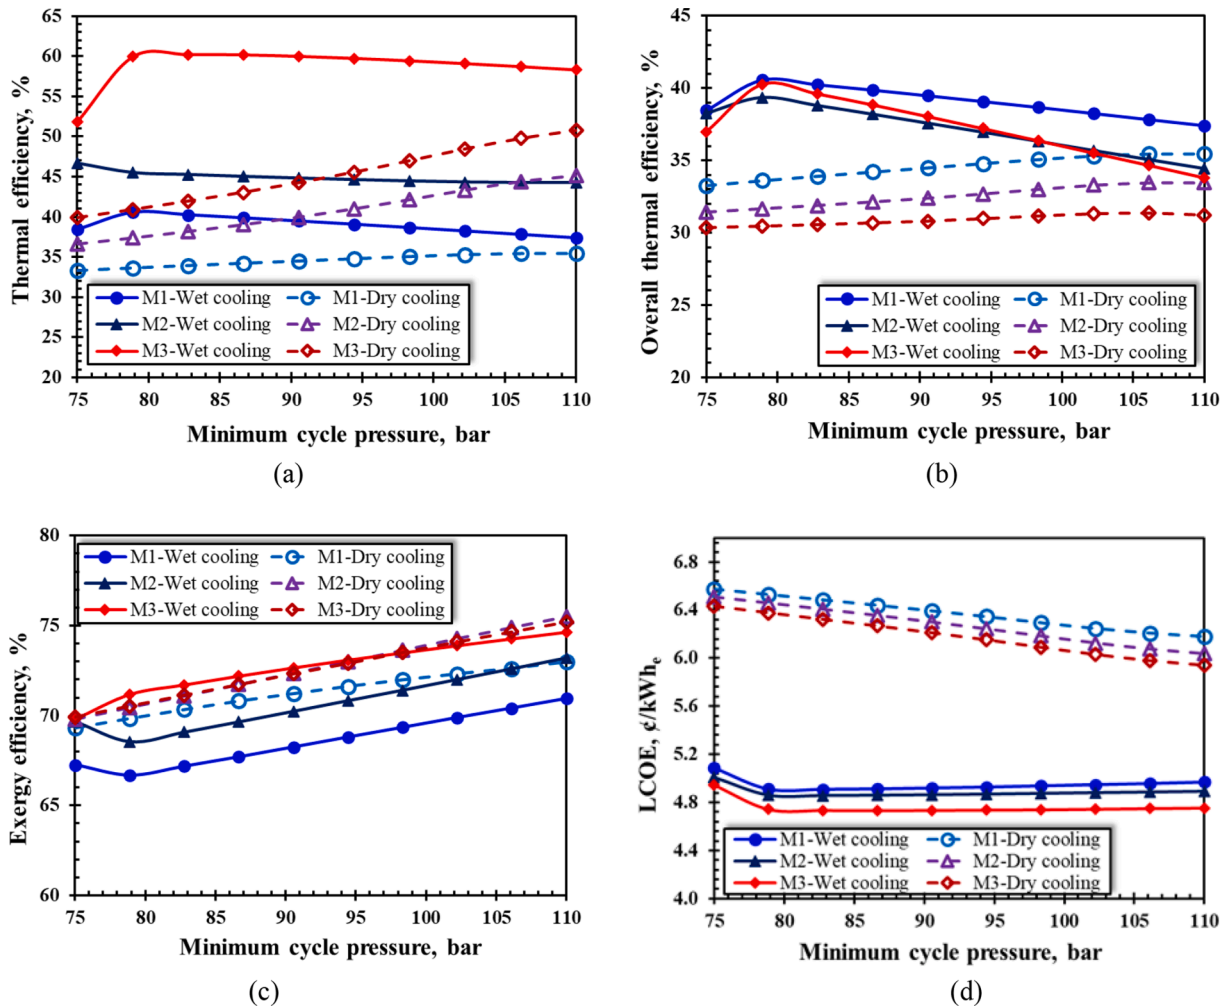 65
60
55
50
45
40
35
30
25
20
Thermal efficiency, %
M1-Wet cooling M1-Dry cooling
M2-Wet cooling M2-Dry cooling
M3-Wet cooling M3-Dry cooling
75 80 85 90 95 100 105 110
Minimum cycle pressure, bar
(a)
45
40
35
30
25
20
Overall thermal efficiency, %
M1-Wet cooling M1-Dry cooling
M2-Wet cooling M2-Dry cooling
M3-Wet cooling M3-Dry cooling
75 80 85 90 95 100 105 110
Minimum cycle pressure, bar
(b)
80
75
70
65
60
Exergy efficiency, %
M1-Wet cooling M1-Dry cooling
M2-Wet cooling M2-Dry cooling
M3-Wet cooling M3-Dry cooling
75 80 85 90 95 100 105 110
Minimum cycle pressure, bar
(c)
6.8
6.4
6.0
5.2
4.8
4.4
4.0
LCOE, ¢/kWhe
M1-Wet cooling M1-Dry cooling
M2-Wet cooling M2-Dry cooling
M3-Wet cooling M3-Dry cooling
75 80 85 90 95 100 105 110
Minimum cycle pressure, bar
(d)